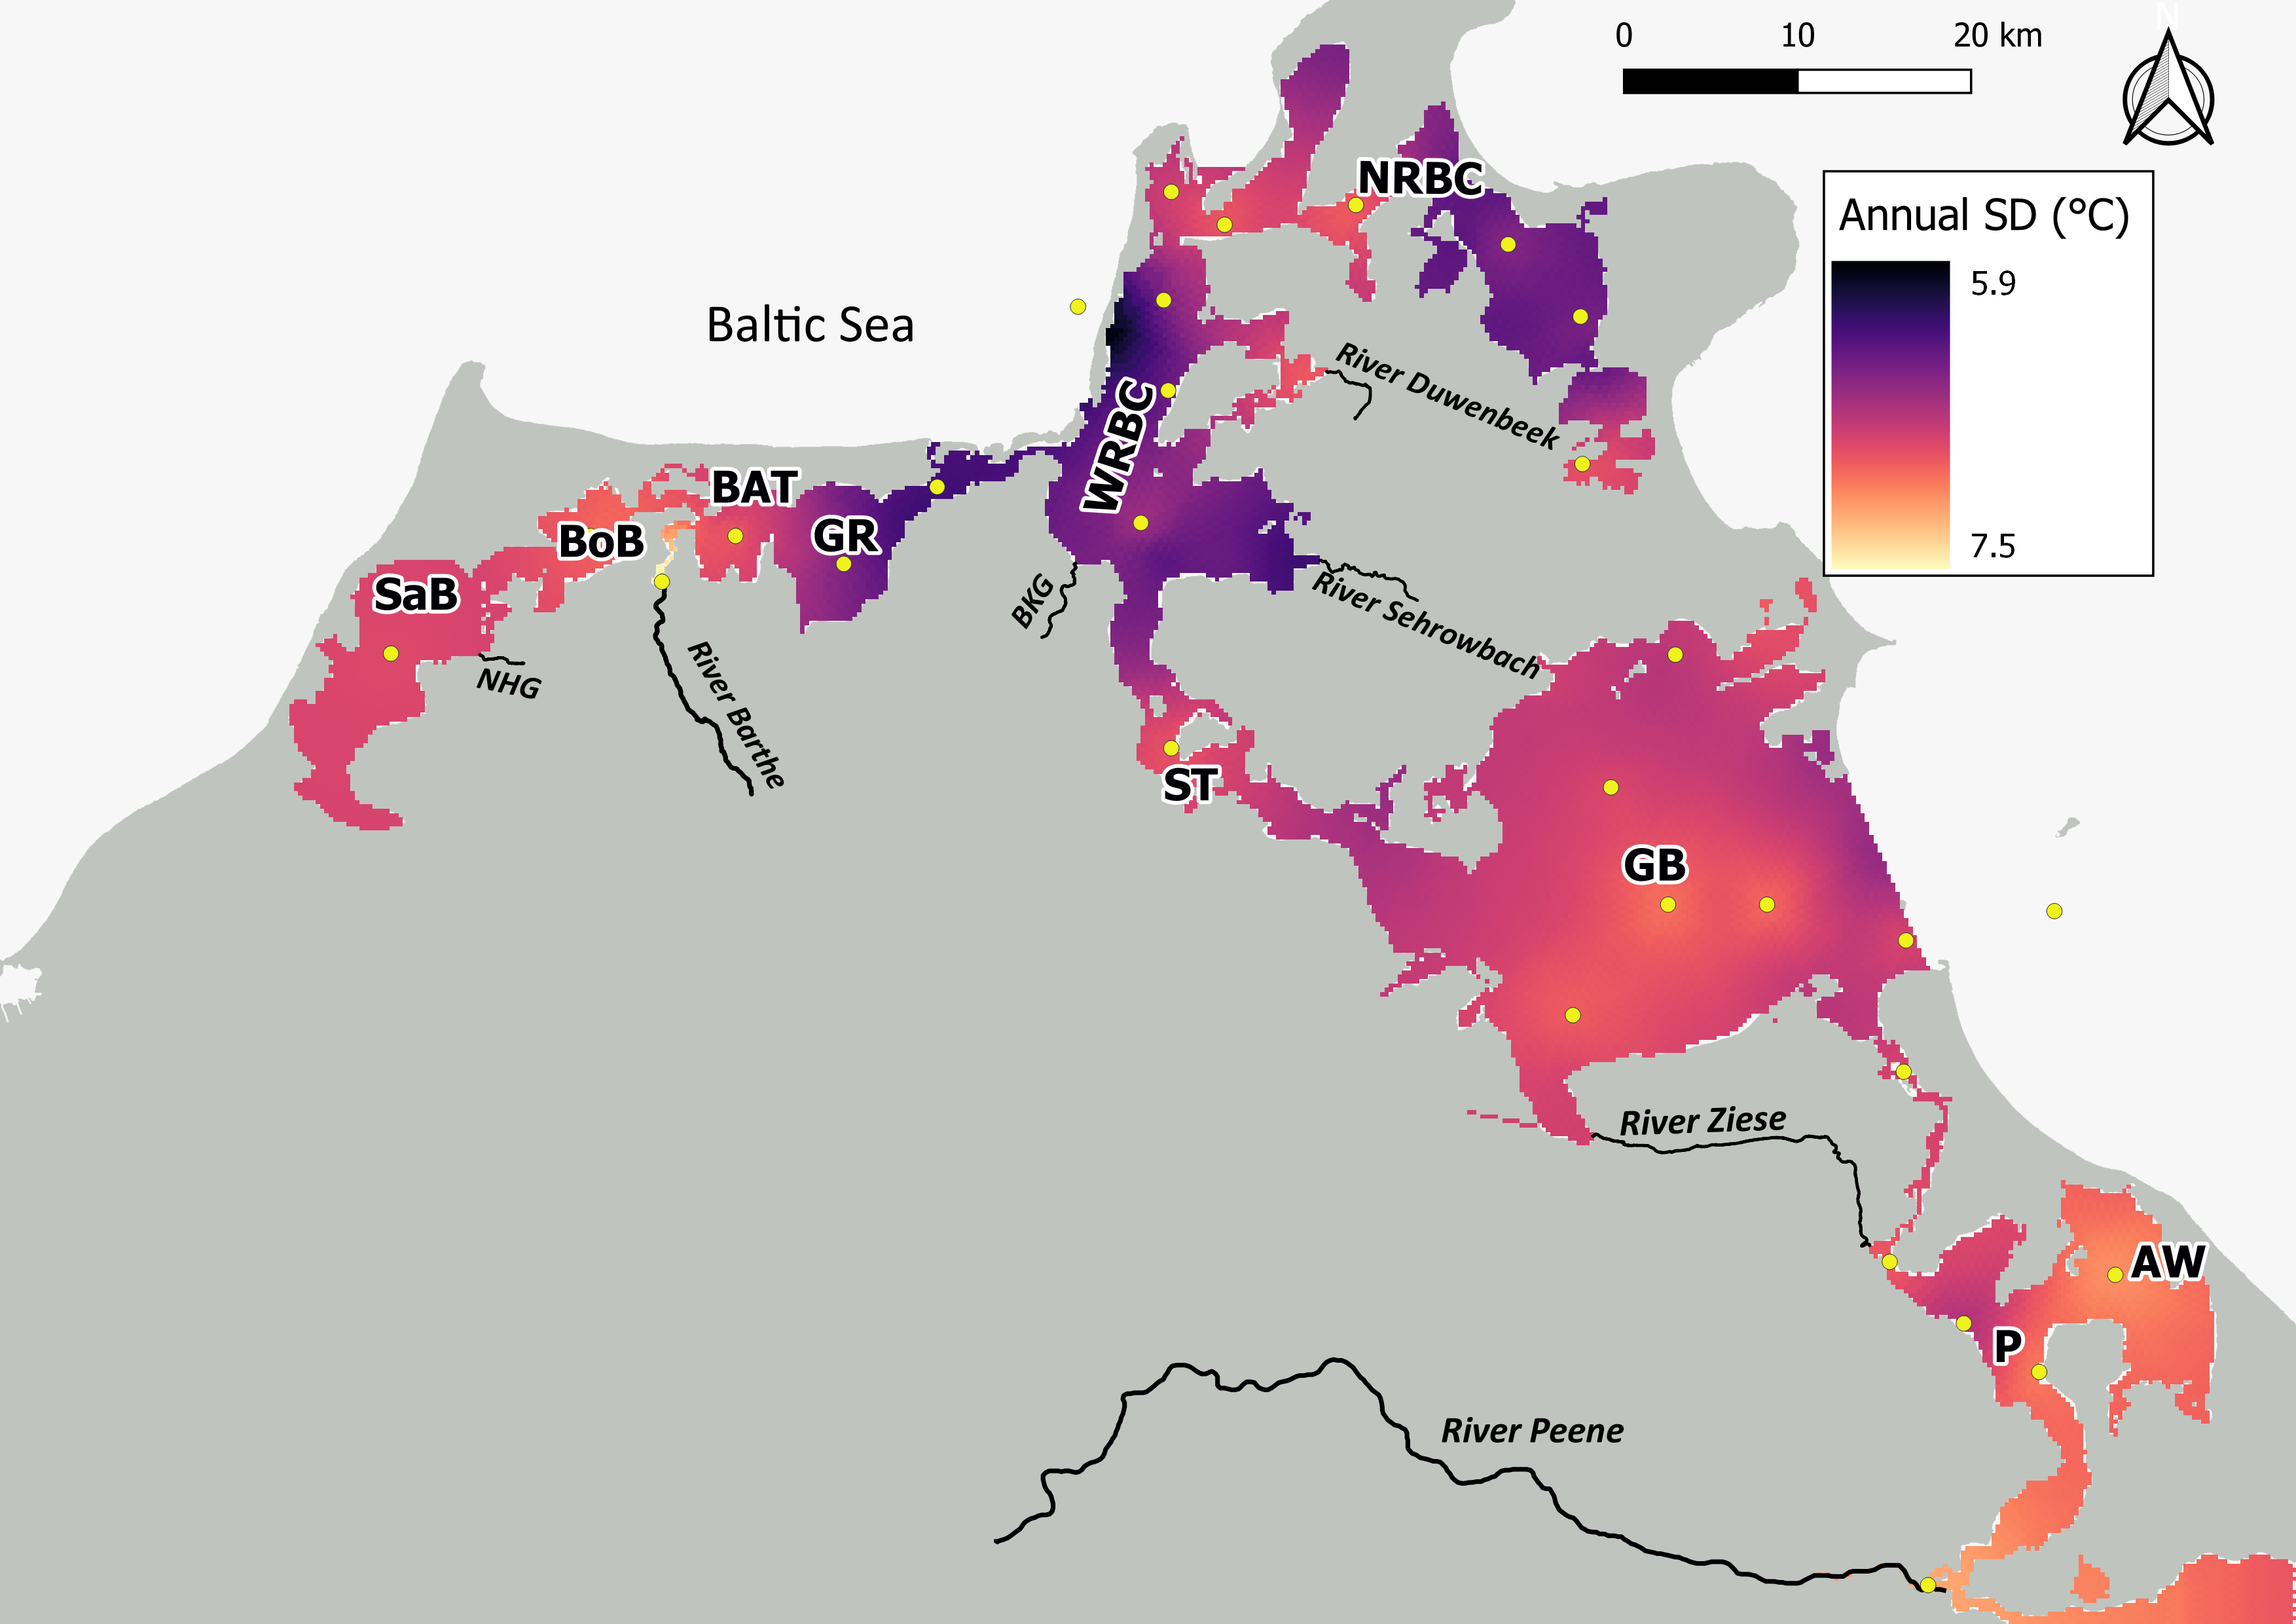 0 10 20 km
N
Annual SD (°C)
5.9
7.5
NRBC
Baltic Sea
River Duwenbeek
WRBC
BAT
GR
BoB
SaB
BKG
River Sehrowbach
NHG
River Barthe
ST
GB
River Ziese
AW
P
River Peene